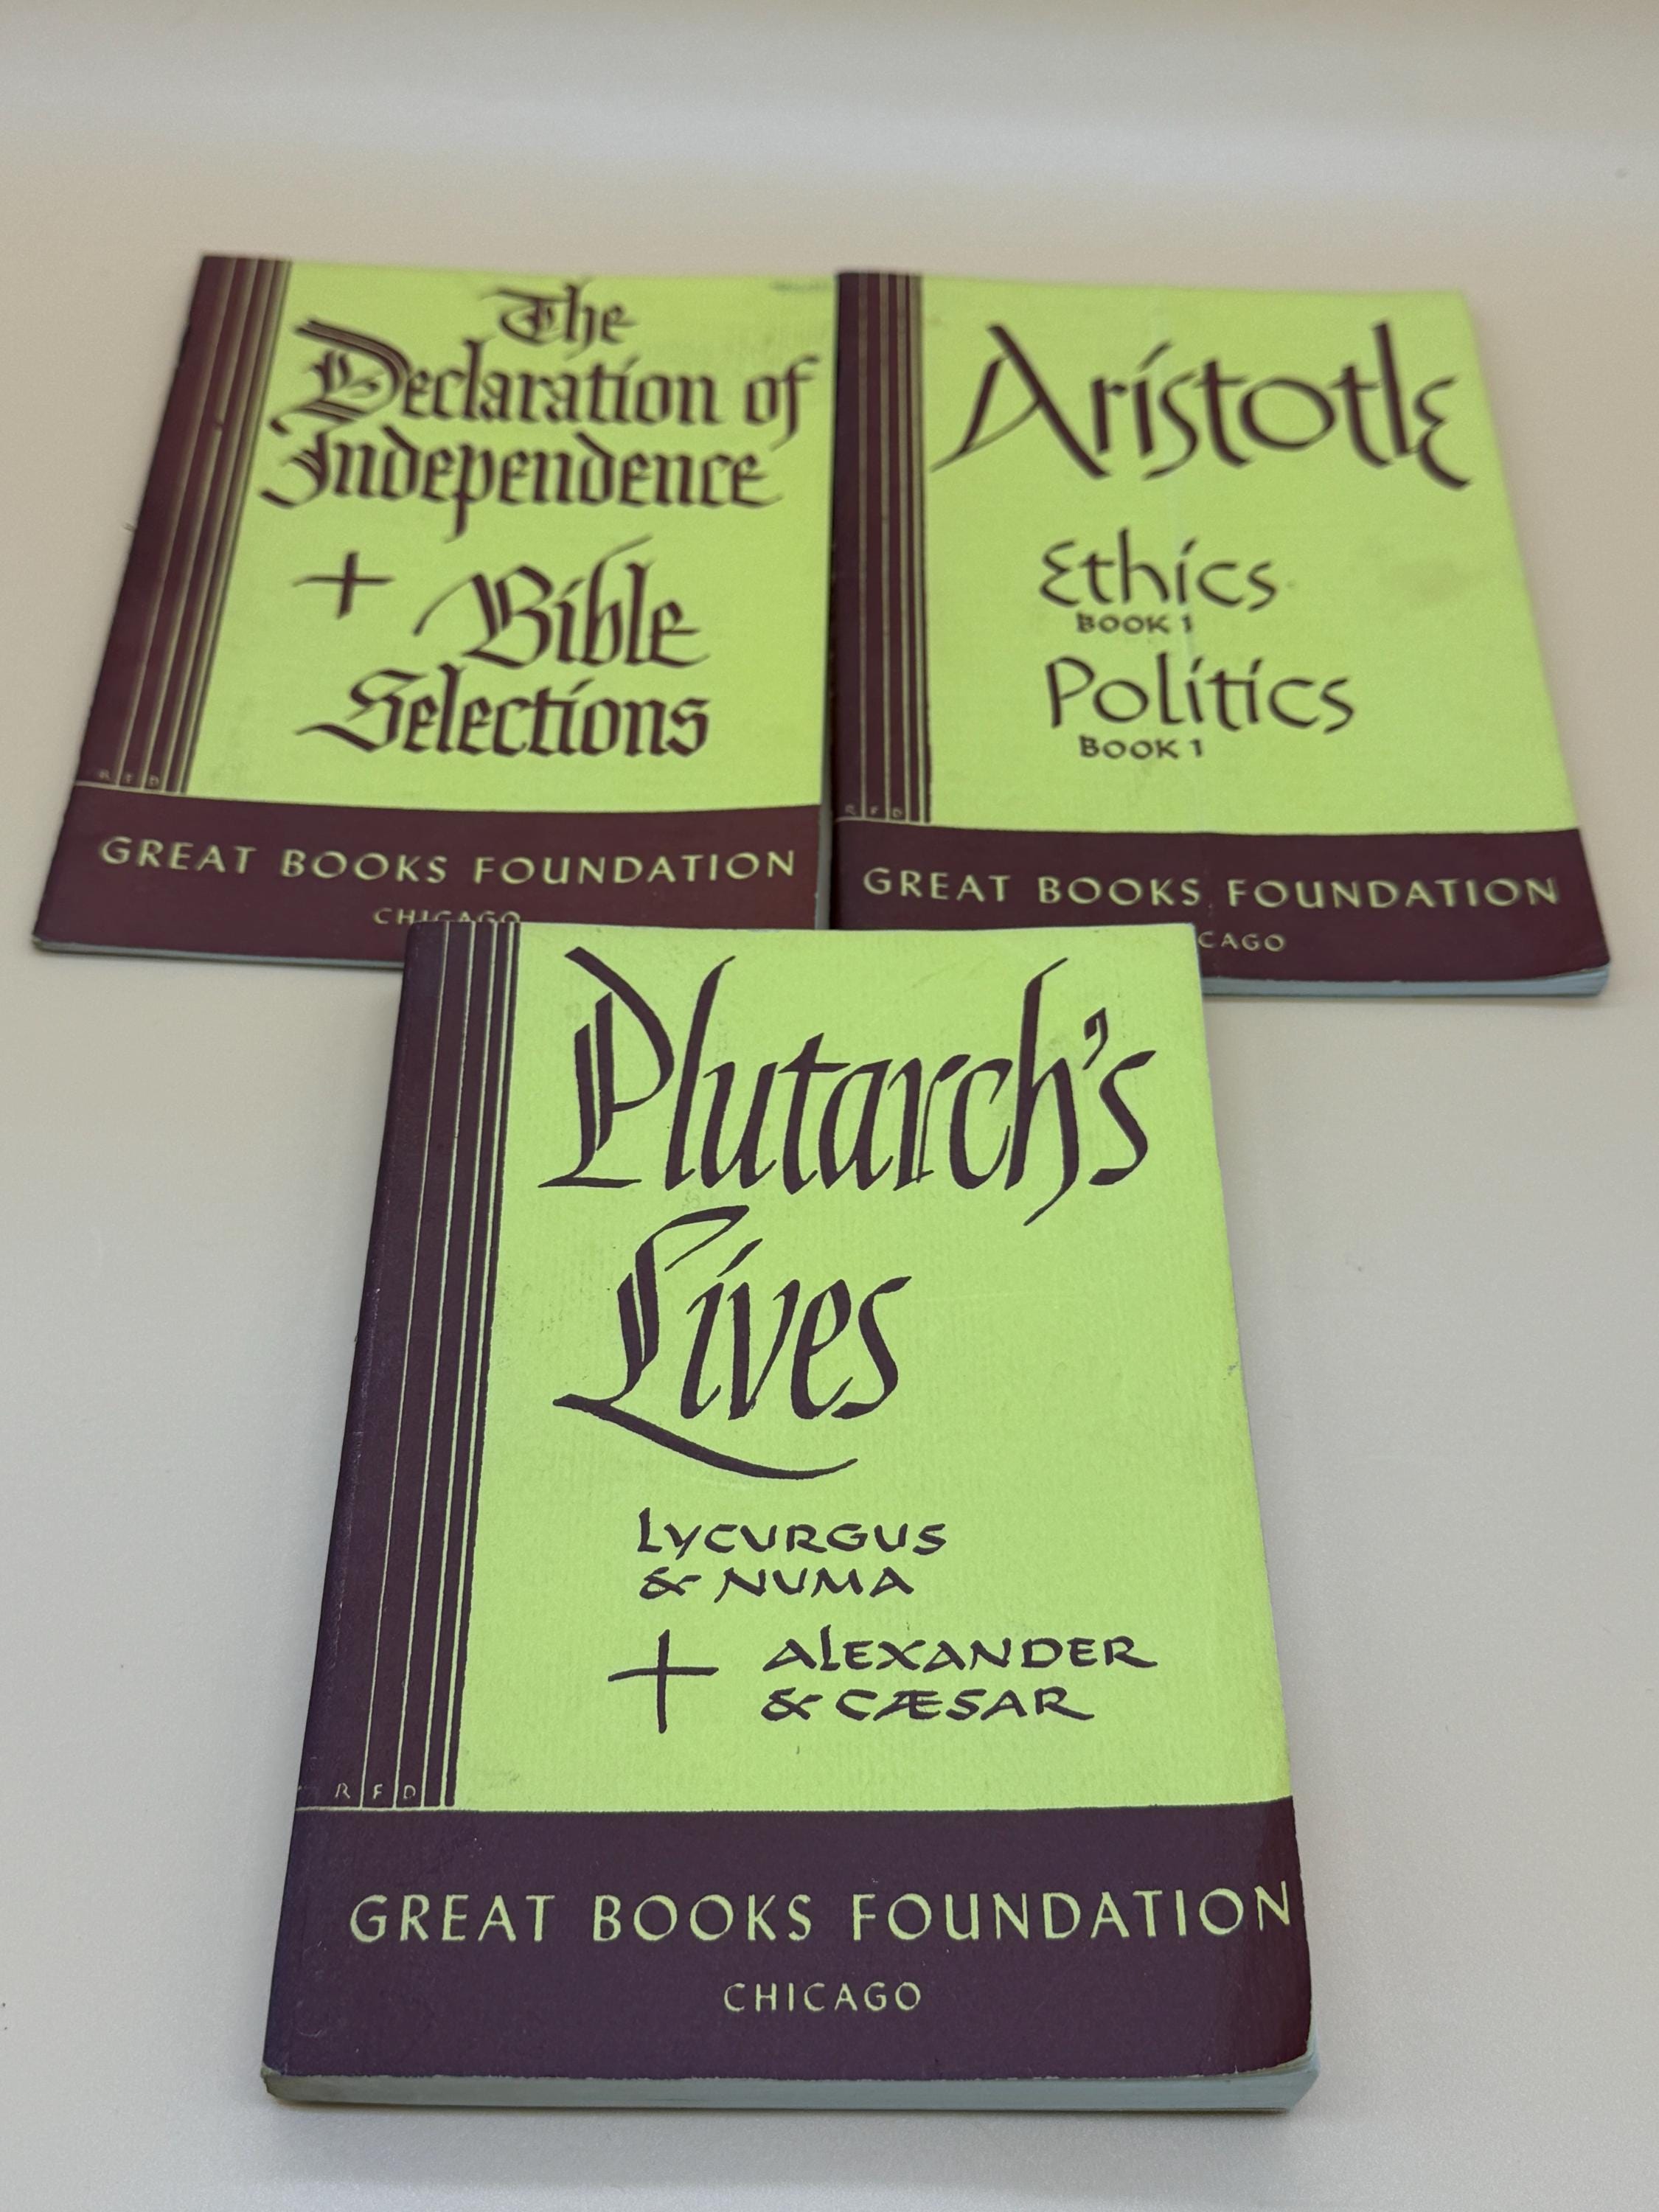 The
Declaration of
Independence
+ Bible
Selections
R F D
GREAT BOOKS FOUNDATION
CHICAGO
Aristotle
Ethics
BOOK 1
Politics
BOOK 1
R F D
GREAT BOOKS FOUNDATION
CAGO
Plutarch's
Lives
LYCURGUS
& NUMA
+ ALEXANDER
& CÆSAR
R F D
GREAT BOOKS FOUNDATION
CHICAGO